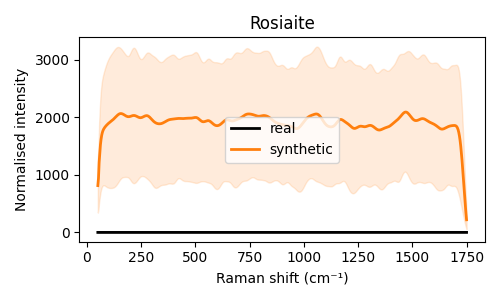 Rosiaite
Normalised intensity
3000
2000
1000
0
real
synthetic
0 250 500 750 1000 1250 1500 1750
Raman shift (cm⁻¹)